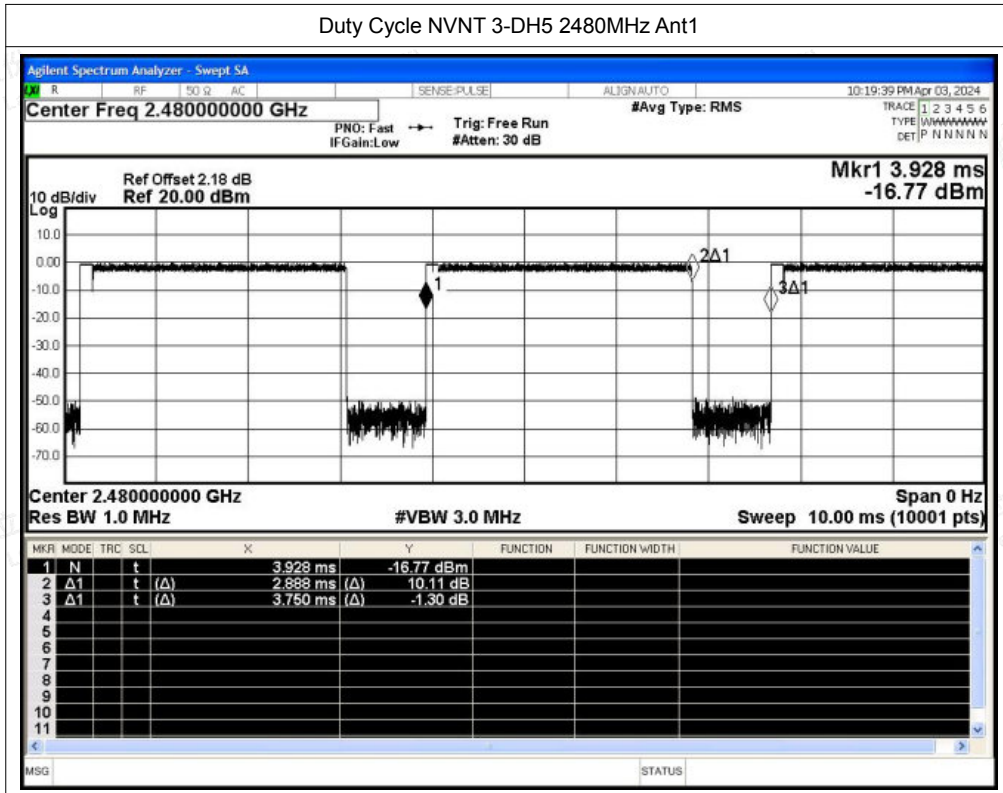 Duty Cycle NVNT 3-DH5 2480MHz Ant1
Agilent Spectrum Analyzer - Swept SA
LXI R RF 50 Ω AC SENSE:PULSE ALIGNAUTO 10:19:39 PM Apr 03, 2024
Center Freq 2.480000000 GHz #Avg Type: RMS TRACE 1 2 3 4 5 6
PNO: Fast Trig: Free Run TYPE WWWWWW
IFGain:Low #Atten: 30 dB DET P N N N N N
Mkr1 3.928 ms
Ref Offset 2.18 dB
10 dB/div Ref 20.00 dBm -16.77 dBm
Log
10.0
0.00 2Δ1
-10.0 1 3Δ1
-20.0
-30.0
-40.0
-50.0
-60.0
-70.0
Center 2.480000000 GHz Span 0 Hz
Res BW 1.0 MHz #VBW 3.0 MHz Sweep 10.00 ms (10001 pts)
MKR MODE TRC SCL X Y FUNCTION FUNCTION WIDTH FUNCTION VALUE
1 N t 3.928 ms -16.77 dBm
2 Δ1 t (Δ) 2.888 ms (Δ) 10.11 dB
3 Δ1 t (Δ) 3.750 ms (Δ) -1.30 dB
4
5
6
7
8
9
10
11
MSG STATUS